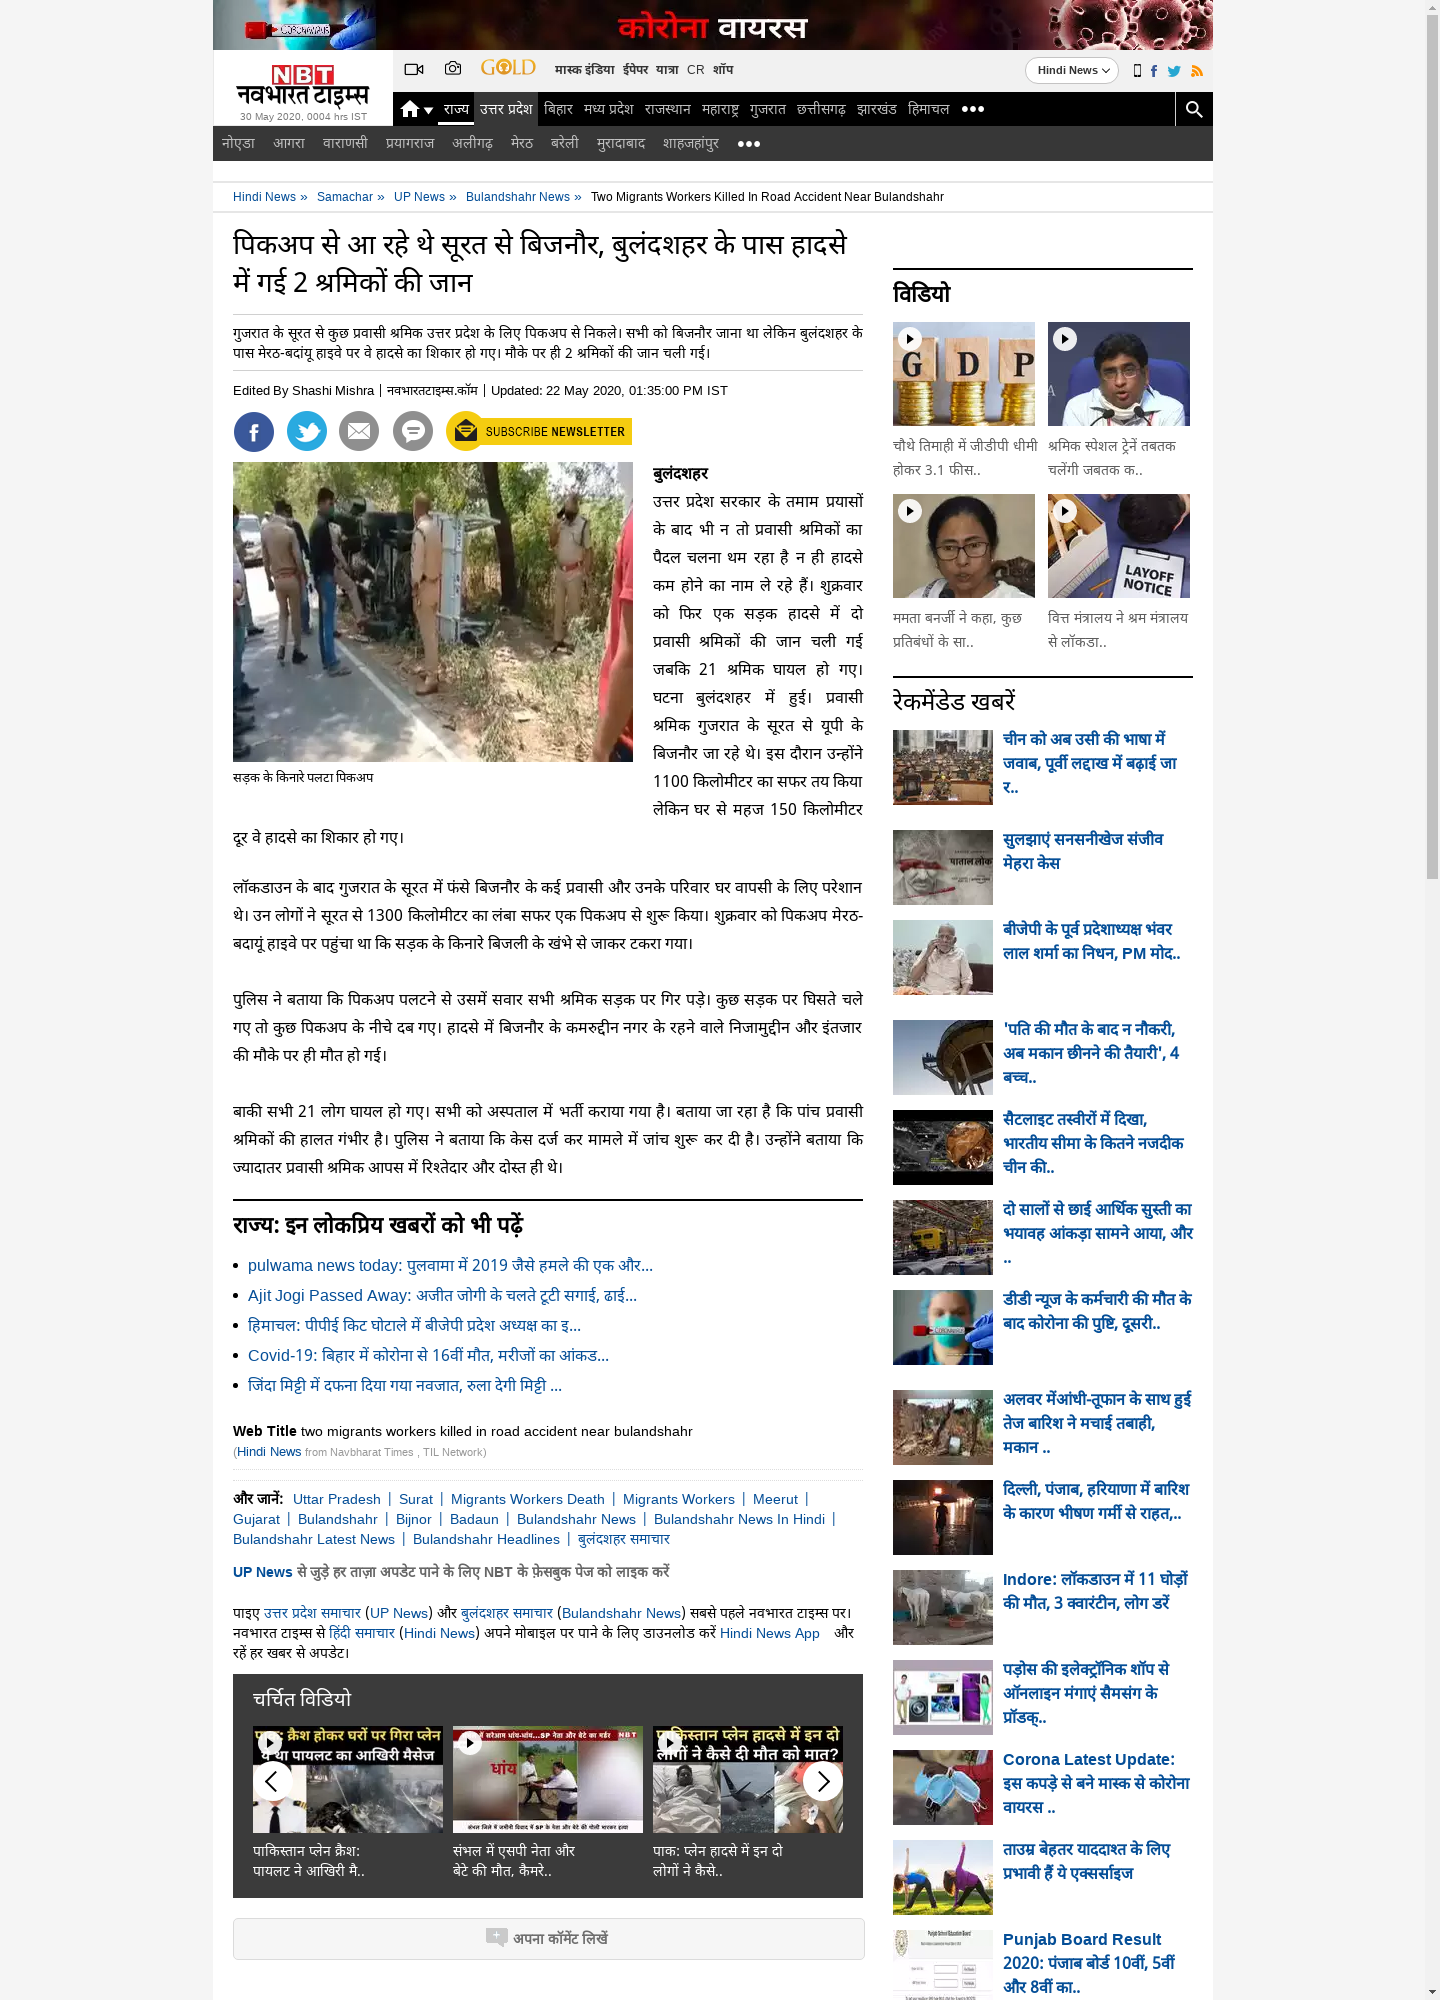 कोरोना वायरस
NBT
नवभारत टाइम्स
30 May 2020, 0004 hrs IST
GOLD मास्क इंडिया ईपेपर यात्रा CR शॉप
Hindi News
राज्य उत्तर प्रदेश बिहार मध्य प्रदेश राजस्थान महाराष्ट्र गुजरात छत्तीसगढ़ झारखंड हिमाचल
नोएडा आगरा वाराणसी प्रयागराज अलीगढ़ मेरठ बरेली मुरादाबाद शाहजहांपुर
Hindi News » Samachar » UP News » Bulandshahr News » Two Migrants Workers Killed In Road Accident Near Bulandshahr
पिकअप से आ रहे थे सूरत से बिजनौर, बुलंदशहर के पास हादसे
में गई 2 श्रमिकों की जान
गुजरात के सूरत से कुछ प्रवासी श्रमिक उत्तर प्रदेश के लिए पिकअप से निकले। सभी को बिजनौर जाना था लेकिन बुलंदशहर के
पास मेरठ-बदांयू हाइवे पर वे हादसे का शिकार हो गए। मौके पर ही 2 श्रमिकों की जान चली गई।
Edited By Shashi Mishra | नवभारतटाइम्स.कॉम | Updated: 22 May 2020, 01:35:00 PM IST
SUBSCRIBE NEWSLETTER
सड़क के किनारे पलटा पिकअप
बुलंदशहर
उत्तर प्रदेश सरकार के तमाम प्रयासों
के बाद भी न तो प्रवासी श्रमिकों का
पैदल चलना थम रहा है न ही हादसे
कम होने का नाम ले रहे हैं। शुक्रवार
को फिर एक सड़क हादसे में दो
प्रवासी श्रमिकों की जान चली गई
जबकि 21 श्रमिक घायल हो गए।
घटना बुलंदशहर में हुई। प्रवासी
श्रमिक गुजरात के सूरत से यूपी के
बिजनौर जा रहे थे। इस दौरान उन्होंने
1100 किलोमीटर का सफर तय किया
लेकिन घर से महज 150 किलोमीटर
दूर वे हादसे का शिकार हो गए।
लॉकडाउन के बाद गुजरात के सूरत में फंसे बिजनौर के कई प्रवासी और उनके परिवार घर वापसी के लिए परेशान
थे। उन लोगों ने सूरत से 1300 किलोमीटर का लंबा सफर एक पिकअप से शुरू किया। शुक्रवार को पिकअप मेरठ-
बदायूं हाइवे पर पहुंचा था कि सड़क के किनारे बिजली के खंभे से जाकर टकरा गया।
पुलिस ने बताया कि पिकअप पलटने से उसमें सवार सभी श्रमिक सड़क पर गिर पड़े। कुछ सड़क पर घिसते चले
गए तो कुछ पिकअप के नीचे दब गए। हादसे में बिजनौर के कमरुद्दीन नगर के रहने वाले निजामुद्दीन और इंतजार
की मौके पर ही मौत हो गई।
बाकी सभी 21 लोग घायल हो गए। सभी को अस्पताल में भर्ती कराया गया है। बताया जा रहा है कि पांच प्रवासी
श्रमिकों की हालत गंभीर है। पुलिस ने बताया कि केस दर्ज कर मामले में जांच शुरू कर दी है। उन्होंने बताया कि
ज्यादातर प्रवासी श्रमिक आपस में रिश्तेदार और दोस्त ही थे।
राज्य: इन लोकप्रिय खबरों को भी पढ़ें
pulwama news today: पुलवामा में 2019 जैसे हमले की एक और...
Ajit Jogi Passed Away: अजीत जोगी के चलते टूटी सगाई, ढाई...
हिमाचल: पीपीई किट घोटाले में बीजेपी प्रदेश अध्यक्ष का इ...
Covid-19: बिहार में कोरोना से 16वीं मौत, मरीजों का आंकड...
जिंदा मिट्टी में दफना दिया गया नवजात, रुला देगी मिट्टी ...
Web Title two migrants workers killed in road accident near bulandshahr
(Hindi News from Navbharat Times , TIL Network)
और जानें: Uttar Pradesh | Surat | Migrants Workers Death | Migrants Workers | Meerut |
Gujarat | Bulandshahr | Bijnor | Badaun | Bulandshahr News | Bulandshahr News In Hindi |
Bulandshahr Latest News | Bulandshahr Headlines | बुलंदशहर समाचार
UP News से जुड़े हर ताज़ा अपडेट पाने के लिए NBT के फ़ेसबुक पेज को लाइक करें
पाइए उत्तर प्रदेश समाचार (UP News) और बुलंदशहर समाचार (Bulandshahr News) सबसे पहले नवभारत टाइम्स पर।
नवभारत टाइम्स से हिंदी समाचार (Hindi News) अपने मोबाइल पर पाने के लिए डाउनलोड करें Hindi News App और
रहें हर खबर से अपडेट।
चर्चित विडियो
क्रैश होकर घरों पर गिरा प्लेन
था पायलट का आखिरी मैसेज
में सरेआम धांय-धांय...SP नेता और बेटे का मर्डर NBT
धांय
संभल जिले में जमीनी विवाद में SP के नेता और बेटे की गोली मारकर हत्या
पाकिस्तान प्लेन हादसे में इन दो
लोगों ने कैसे दी मौत को मात?
पाकिस्तान प्लेन क्रैश:
पायलट ने आखिरी मै..
संभल में एसपी नेता और
बेटे की मौत, कैमरे..
पाक: प्लेन हादसे में इन दो
लोगों ने कैसे..
अपना कॉमेंट लिखें
विडियो
GDP
चौथे तिमाही में जीडीपी धीमी
होकर 3.1 फीस..
श्रमिक स्पेशल ट्रेनें तबतक
चलेंगी जबतक क..
LAYOFF
NOTICE
ममता बनर्जी ने कहा, कुछ
प्रतिबंधों के सा..
वित्त मंत्रालय ने श्रम मंत्रालय
से लॉकडा..
रेकमेंडेड खबरें
चीन को अब उसी की भाषा में
जवाब, पूर्वी लद्दाख में बढ़ाई जा
र..
पाताल लोक
सुलझाएं सनसनीखेज संजीव
मेहरा केस
बीजेपी के पूर्व प्रदेशाध्यक्ष भंवर
लाल शर्मा का निधन, PM मोद..
'पति की मौत के बाद न नौकरी,
अब मकान छीनने की तैयारी', 4
बच्च..
सैटलाइट तस्वीरों में दिखा,
भारतीय सीमा के कितने नजदीक
चीन की..
दो सालों से छाई आर्थिक सुस्ती का
भयावह आंकड़ा सामने आया, और
..
डीडी न्यूज के कर्मचारी की मौत के
बाद कोरोना की पुष्टि, दूसरी..
अलवर मेंआंधी-तूफान के साथ हुई
तेज बारिश ने मचाई तबाही,
मकान ..
दिल्ली, पंजाब, हरियाणा में बारिश
के कारण भीषण गर्मी से राहत,..
Indore: लॉकडाउन में 11 घोड़ों
की मौत, 3 क्वारंटीन, लोग डरें
पड़ोस की इलेक्ट्रॉनिक शॉप से
ऑनलाइन मंगाएं सैमसंग के
प्रॉडक्..
Corona Latest Update:
इस कपड़े से बने मास्क से कोरोना
वायरस ..
ताउम्र बेहतर याददाश्त के लिए
प्रभावी हैं ये एक्सर्साइज
Punjab Board Result
2020: पंजाब बोर्ड 10वीं, 5वीं
और 8वीं का..